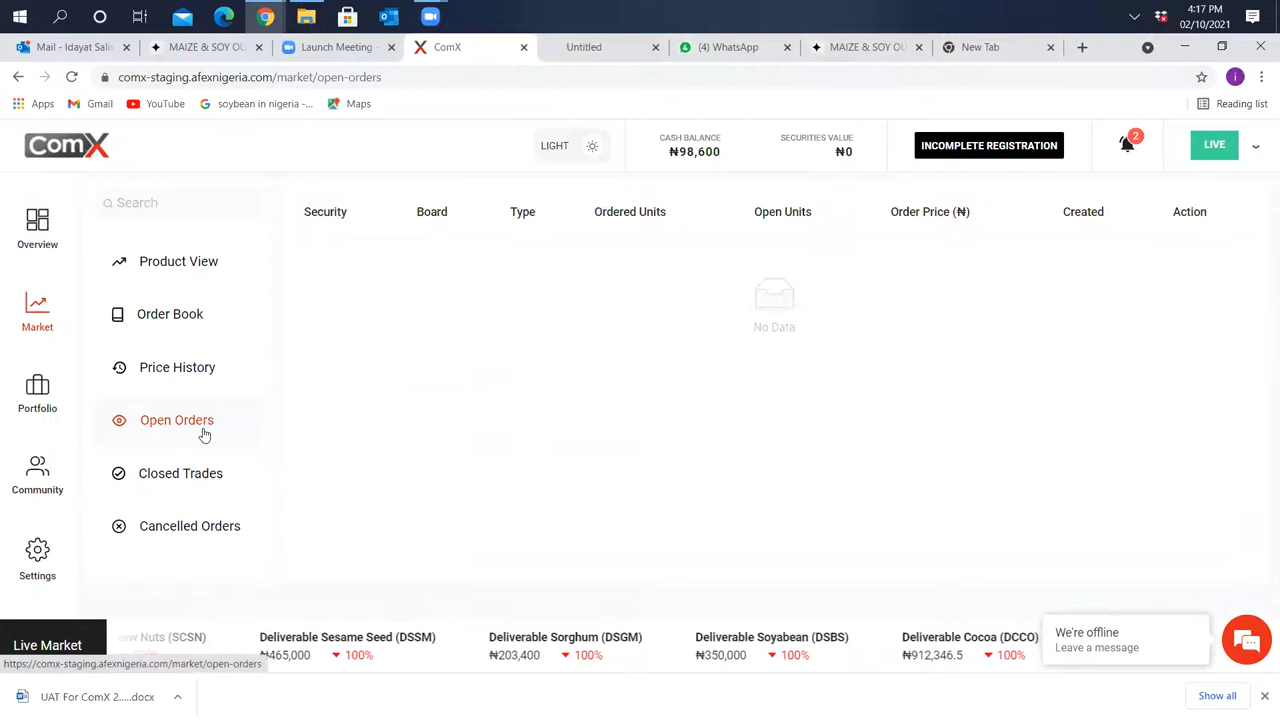 4:17 PM
02/10/2021
Mail - Idayat Salis
MAIZE & SOY OU
Launch Meeting -
ComX
Untitled
(4) WhatsApp
MAIZE & SOY OU
New Tab
comx-staging.afexnigeria.com/market/open-orders
i
Apps
Gmail
YouTube
soybean in nigeria -...
Maps
Reading list
ComX
LIGHT
CASH BALANCE
₦98,600
SECURITIES VALUE
₦0
INCOMPLETE REGISTRATION
2
LIVE
Search
Security
Board
Type
Ordered Units
Open Units
Order Price (₦)
Created
Action
Overview
Product View
Market
Order Book
No Data
Price History
Portfolio
Open Orders
Community
Closed Trades
Cancelled Orders
Settings
Live Market
new Nuts (SCSN)
100%
Deliverable Sesame Seed (DSSM)
₦465,000
100%
Deliverable Sorghum (DSGM)
₦203,400
100%
Deliverable Soyabean (DSBS)
₦350,000
100%
Deliverable Cocoa (DCCO)
₦912,346.5
100%
We're offline
Leave a message
https://comx-staging.afexnigeria.com/market/open-orders
UAT For ComX 2.....docx
Show all